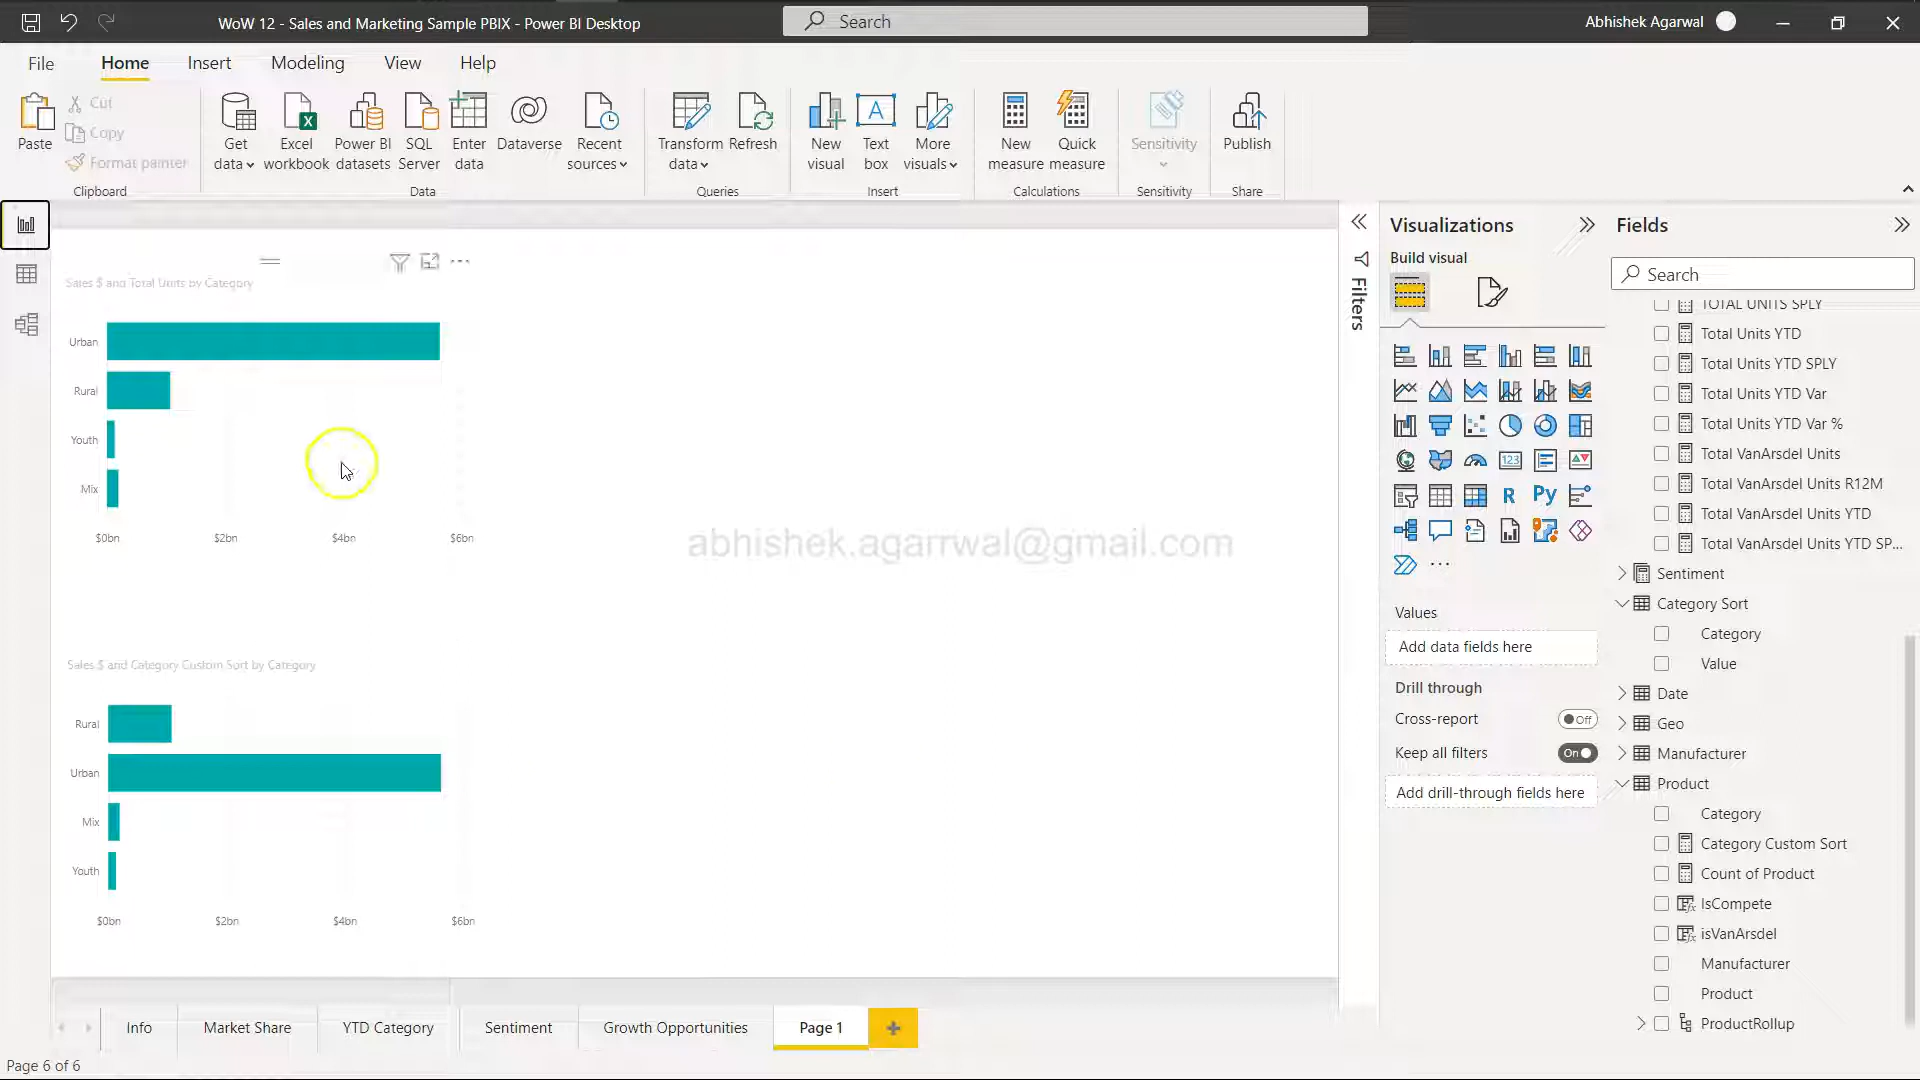 WoW 12 - Sales and Marketing Sample PBIX - Power BI Desktop
Search
Abhishek Agarwal
File
Home
Insert
Modeling
View
Help
Paste
Cut
Copy
Format painter
Clipboard
Get data
Excel workbook
Power BI datasets
SQL Server
Enter data
Dataverse
Recent sources
Data
Transform data
Refresh
Queries
New visual
Text box
More visuals
Insert
New measure
Quick measure
Calculations
Sensitivity
Sensitivity
Publish
Share
Sales $ and Total Units by Category
Urban
Rural
Youth
Mix
$0bn
$2bn
$4bn
$6bn
abhishek.agarrwal@gmail.com
Sales $ and Category Custom Sort by Category
Rural
Urban
Mix
Youth
$0bn
$2bn
$4bn
$6bn
Filters
Visualizations
Build visual
123
R
Py
Values
Add data fields here
Drill through
Cross-report
Off
Keep all filters
On
Add drill-through fields here
Fields
Search
TOTAL UNITS SPLY
Total Units YTD
Total Units YTD SPLY
Total Units YTD Var
Total Units YTD Var %
Total VanArsdel Units
Total VanArsdel Units R12M
Total VanArsdel Units YTD
Total VanArsdel Units YTD SP...
Sentiment
Category Sort
Category
Value
Date
Geo
Manufacturer
Product
Category
Category Custom Sort
Count of Product
IsCompete
isVanArsdel
Manufacturer
Product
ProductRollup
Info
Market Share
YTD Category
Sentiment
Growth Opportunities
Page 1
Page 6 of 6